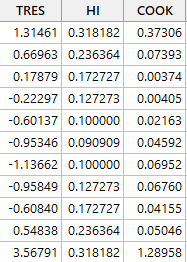 TRES HI COOK
1.31461 0.318182 0.37306
0.66963 0.236364 0.07393
0.17879 0.172727 0.00374
-0.22297 0.127273 0.00405
-0.60137 0.100000 0.02163
-0.95346 0.090909 0.04592
-1.13662 0.100000 0.06952
-0.95849 0.127273 0.06760
-0.60840 0.172727 0.04155
0.54838 0.236364 0.05046
3.56791 0.318182 1.28958